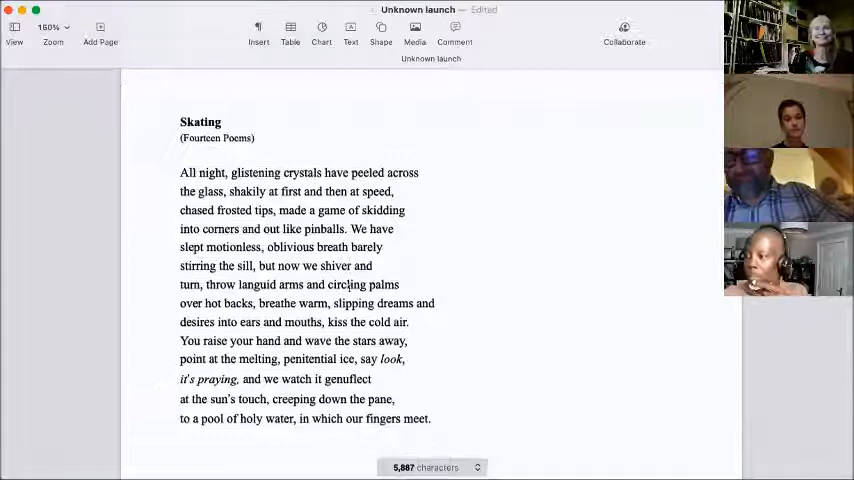 Unknown launch — Edited
View
150%
Zoom
Add Page
Insert
Table
Chart
Text
Shape
Media
Comment
Collaborate
Unknown launch
Skating
(Fourteen Poems)
All night, glistening crystals have peeled across
the glass, shakily at first and then at speed,
chased frosted tips, made a game of skidding
into corners and out like pinballs. We have
slept motionless, oblivious breath barely
stirring the sill, but now we shiver and
turn, throw languid arms and circling palms
over hot backs, breathe warm, slipping dreams and
desires into ears and mouths, kiss the cold air.
You raise your hand and wave the stars away,
point at the melting, penitential ice, say look,
it's praying, and we watch it genuflect
at the sun's touch, creeping down the pane,
to a pool of holy water, in which our fingers meet.
5,887 characters